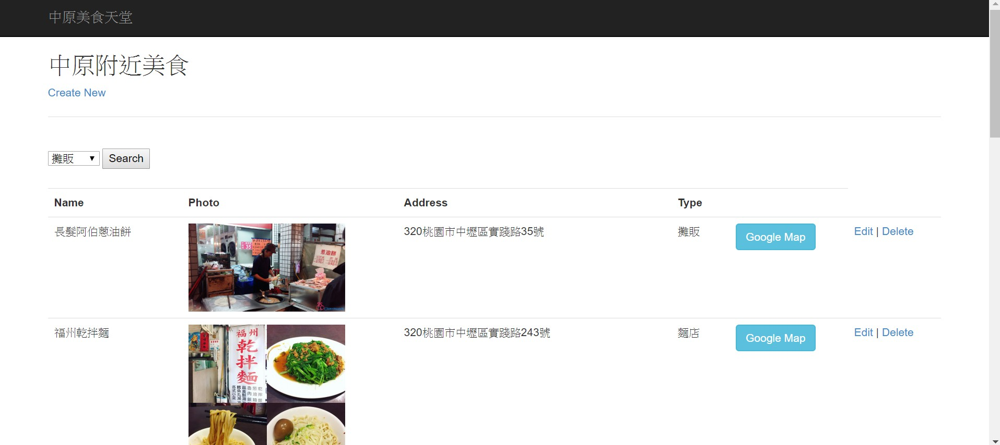 中原美食天堂
中原附近美食
Create New
攤販 ▼ Search
Name Photo Address Type
長髮阿伯蔥油餅 320桃園市中壢區實踐路35號 攤販 Google Map Edit | Delete
蔥油餅
福州乾拌麵 320桃園市中壢區實踐路243號 麵店 Google Map Edit | Delete
福州
乾拌麵